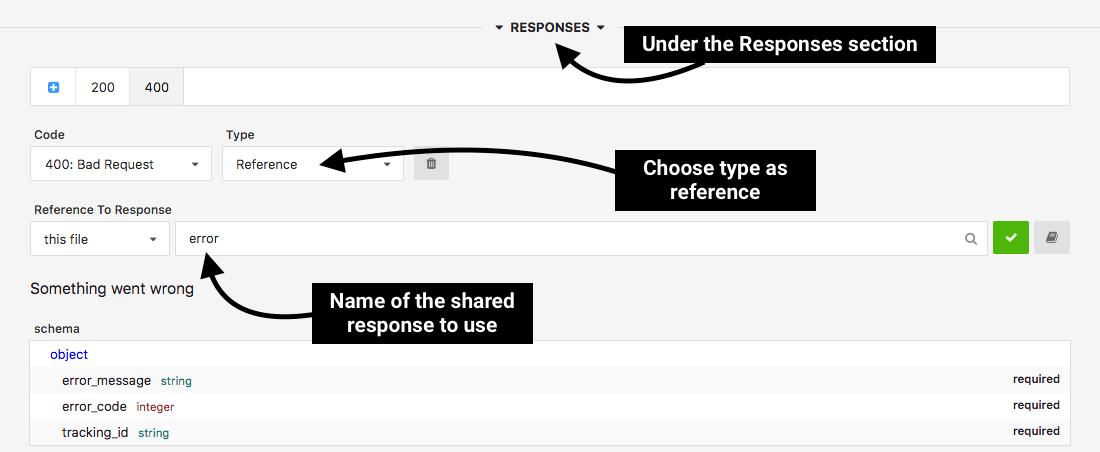 RESPONSES
Under the Responses section
200 400
Code Type
400: Bad Request Reference
Choose type as
reference
Reference To Response
this file error
Something went wrong
Name of the shared
response to use
schema
object
error_message string required
error_code integer required
tracking_id string required